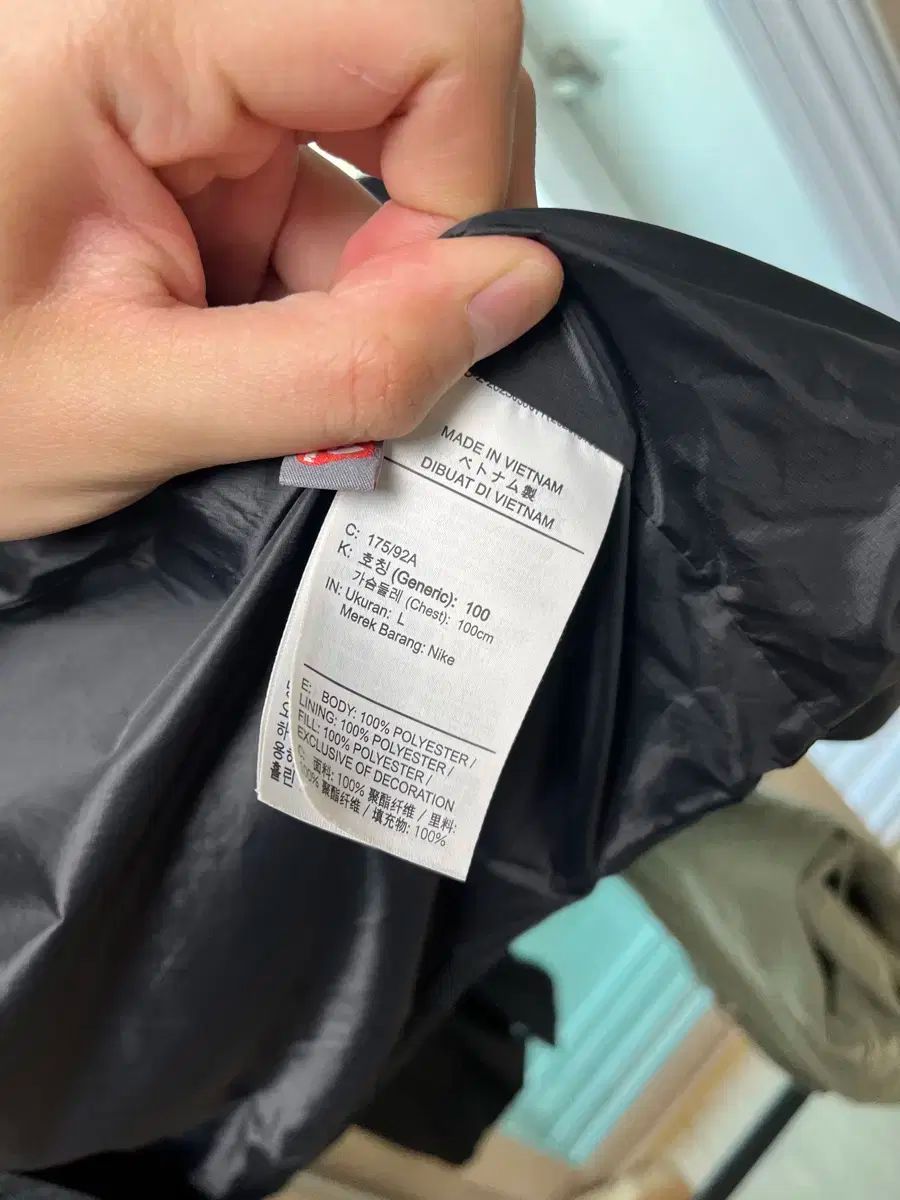 MADE IN VIETNAM
ベトナム製
DIBUAT DI VIETNAM
C: 175/92A
K: 호칭 (Generic): 100
가슴둘레 (Chest): 100cm
IN: Ukuran: L
Merek Barang: Nike
E: BODY: 100% POLYESTER /
LINING: 100% POLYESTER /
FILL: 100% POLYESTER /
EXCLUSIVE OF DECORATION
面料: 100% 聚酯纤维 / 里料:
聚酯纤维 / 填充物: 100%